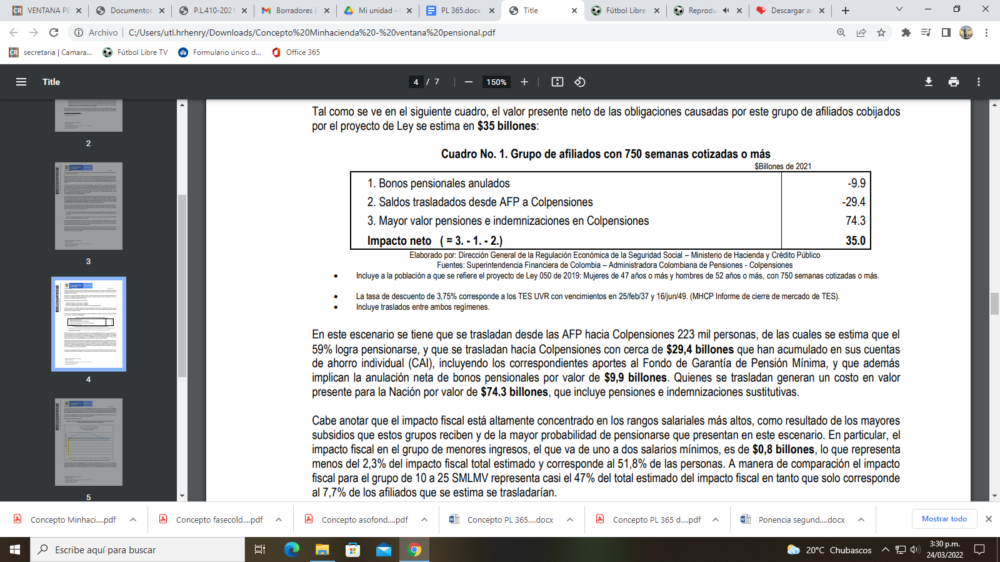 VENTANA PE
Documentos
P.L.410-2021
Borradores (
Mi unidad -
PL 365.docx
Title
Fútbol Libre
Reprodu
Descargar ar
Archivo | C:/Users/utl.hrhenry/Downloads/Concepto%20Minhacienda%20-%20ventana%20pensional.pdf
secretaria | Camara...
Fútbol Libre TV
Formulario único d...
Office 365
Title
4 / 7
150%
2
3
4
5
Tal como se ve en el siguiente cuadro, el valor presente neto de las obligaciones causadas por este grupo de afiliados cobijados
por el proyecto de Ley se estima en $35 billones:
Cuadro No. 1. Grupo de afiliados con 750 semanas cotizadas o más
$Billones de 2021
1. Bonos pensionales anulados -9.9
2. Saldos trasladados desde AFP a Colpensiones -29.4
3. Mayor valor pensiones e indemnizaciones en Colpensiones 74.3
Impacto neto ( = 3. - 1. - 2.) 35.0
Elaborado por: Dirección General de la Regulación Económica de la Seguridad Social – Ministerio de Hacienda y Crédito Público
Fuentes: Superintendencia Financiera de Colombia – Administradora Colombiana de Pensiones - Colpensiones
• Incluye a la población a que se refiere el proyecto de Ley 050 de 2019: Mujeres de 47 años o más y hombres de 52 años o más, con 750 semanas cotizadas o más.
• La tasa de descuento de 3,75% corresponde a los TES UVR con vencimientos en 25/feb/37 y 16/jun/49. (MHCP Informe de cierre de mercado de TES).
• Incluye traslados entre ambos regímenes.
En este escenario se tiene que se trasladan desde las AFP hacia Colpensiones 223 mil personas, de las cuales se estima que el
59% logra pensionarse, y que se trasladan hacía Colpensiones con cerca de $29,4 billones que han acumulado en sus cuentas
de ahorro individual (CAI), incluyendo los correspondientes aportes al Fondo de Garantía de Pensión Mínima, y que además
implican la anulación neta de bonos pensionales por valor de $9,9 billones. Quienes se trasladan generan un costo en valor
presente para la Nación por valor de $74.3 billones, que incluye pensiones e indemnizaciones sustitutivas.
Cabe anotar que el impacto fiscal está altamente concentrado en los rangos salariales más altos, como resultado de los mayores
subsidios que estos grupos reciben y de la mayor probabilidad de pensionarse que presentan en este escenario. En particular, el
impacto fiscal en el grupo de menores ingresos, el que va de uno a dos salarios mínimos, es de $0,8 billones, lo que representa
menos del 2,3% del impacto fiscal total estimado y corresponde al 51,8% de las personas. A manera de comparación el impacto
fiscal para el grupo de 10 a 25 SMLMV representa casi el 47% del total estimado del impacto fiscal en tanto que solo corresponde
al 7,7% de los afiliados que se estima se trasladarían.
Concepto Minhaci....pdf
Concepto fasecold....pdf
Concepto asofond....pdf
Concepto PL 365....docx
Concepto PL 365 d....pdf
Ponencia segund....docx
Mostrar todo
Escribe aquí para buscar
20°C Chubascos
3:30 p.m.
24/03/2022